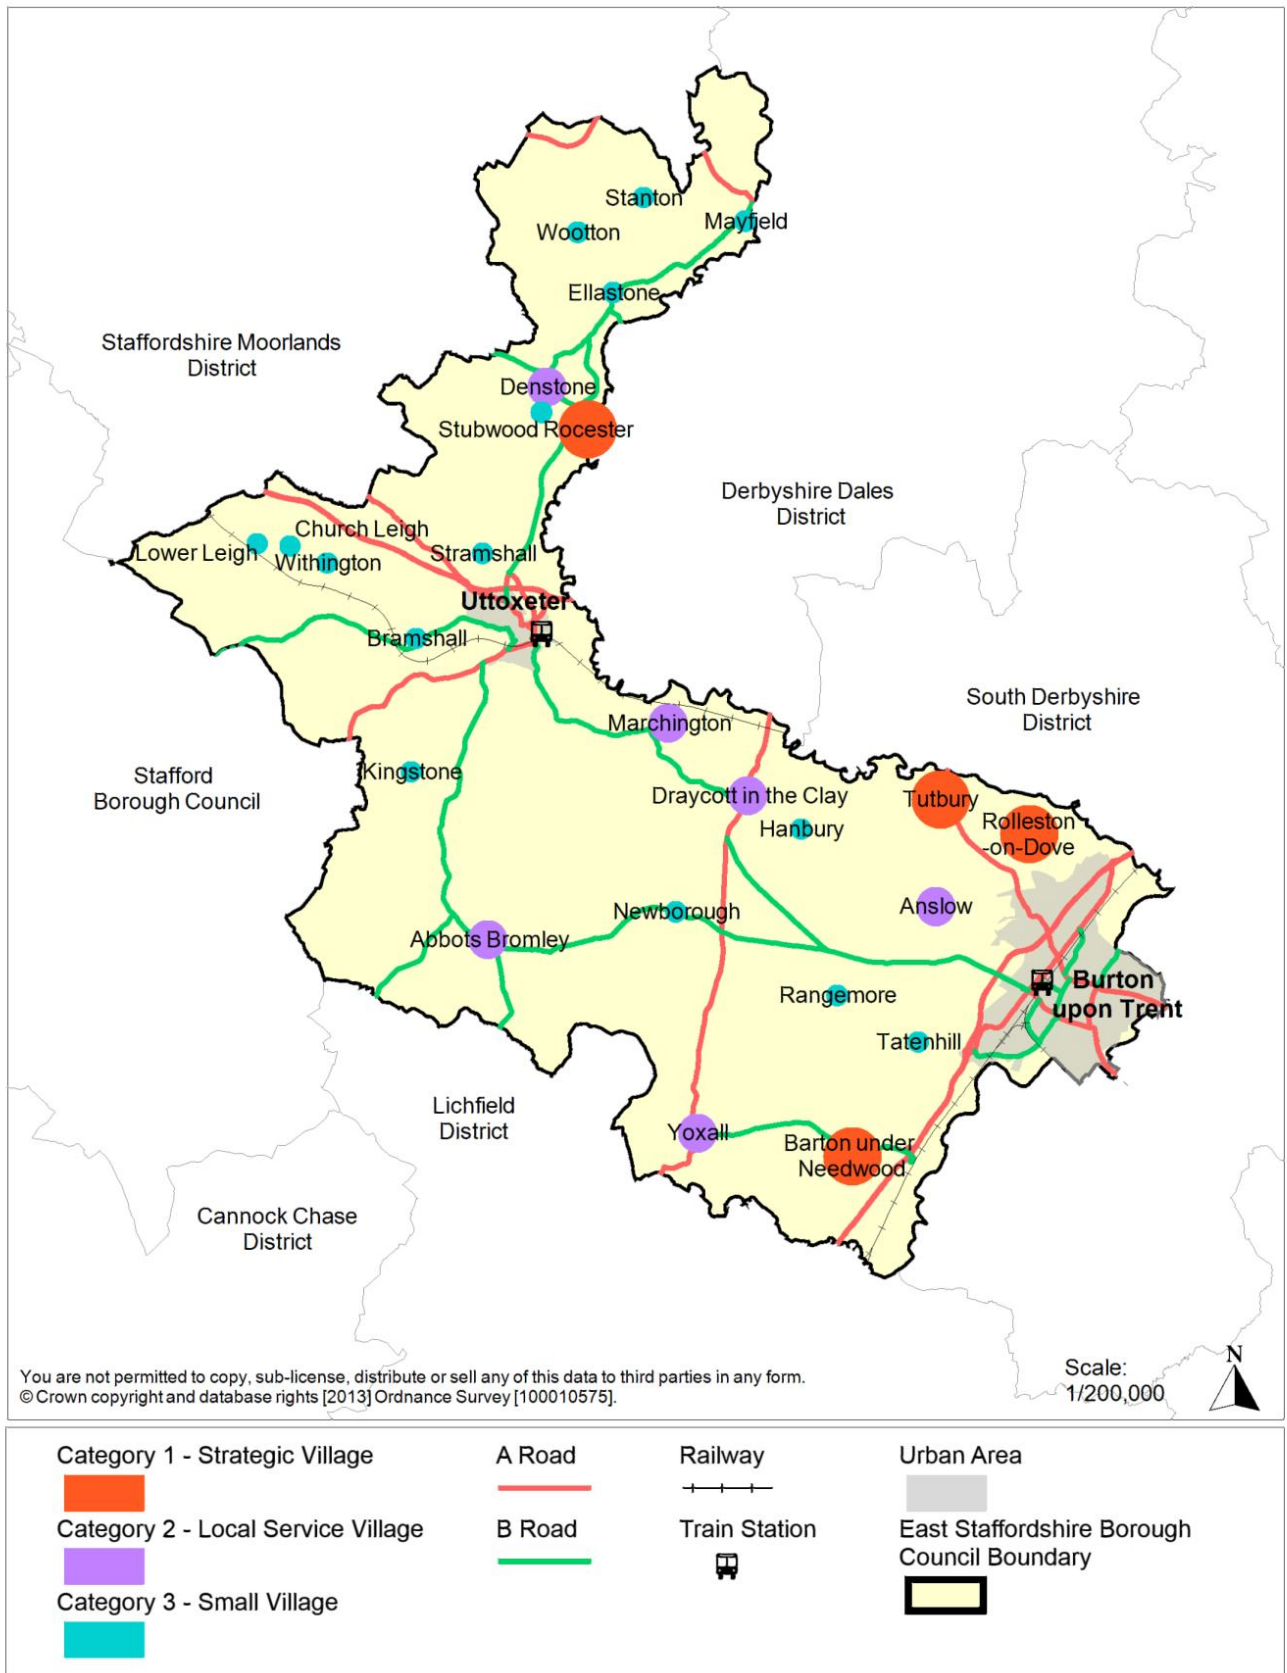 Stanton
Mayfield
Wootton
Ellastone
Staffordshire Moorlands
District
Denstone
Stubwood Rocester
Derbyshire Dales
District
Church Leigh
Lower Leigh
Withington
Stramshall
Uttoxeter
Bramshall
South Derbyshire
District
Marchington
Stafford
Borough Council
Kingstone
Draycott in the Clay
Tutbury
Hanbury
Rolleston
-on-Dove
Anslow
Newborough
Abbots Bromley
Rangemore
Burton
upon Trent
Tatenhill
Lichfield
District
Yoxall
Barton under
Needwood
Cannock Chase
District
You are not permitted to copy, sub-license, distribute or sell any of this data to third parties in any form.
© Crown copyright and database rights [2013] Ordnance Survey [100010575].
Scale:
1/200,000
N
Category 1 - Strategic Village
A Road
Railway
Urban Area
Category 2 - Local Service Village
B Road
Train Station
East Staffordshire Borough
Council Boundary
Category 3 - Small Village